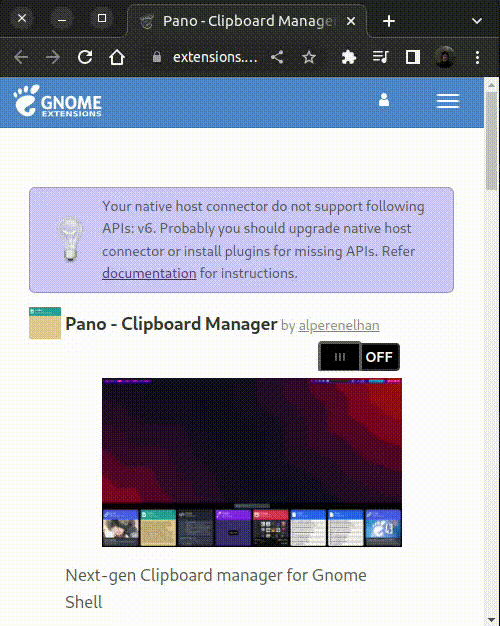 Pano - Clipboard Manager
extensions....
GNOME
EXTENSIONS
Your native host connector do not support following
APIs: v6. Probably you should upgrade native host
connector or install plugins for missing APIs. Refer
documentation for instructions.
Pano - Clipboard Manager by alperenelhan
OFF
Next-gen Clipboard manager for Gnome
Shell